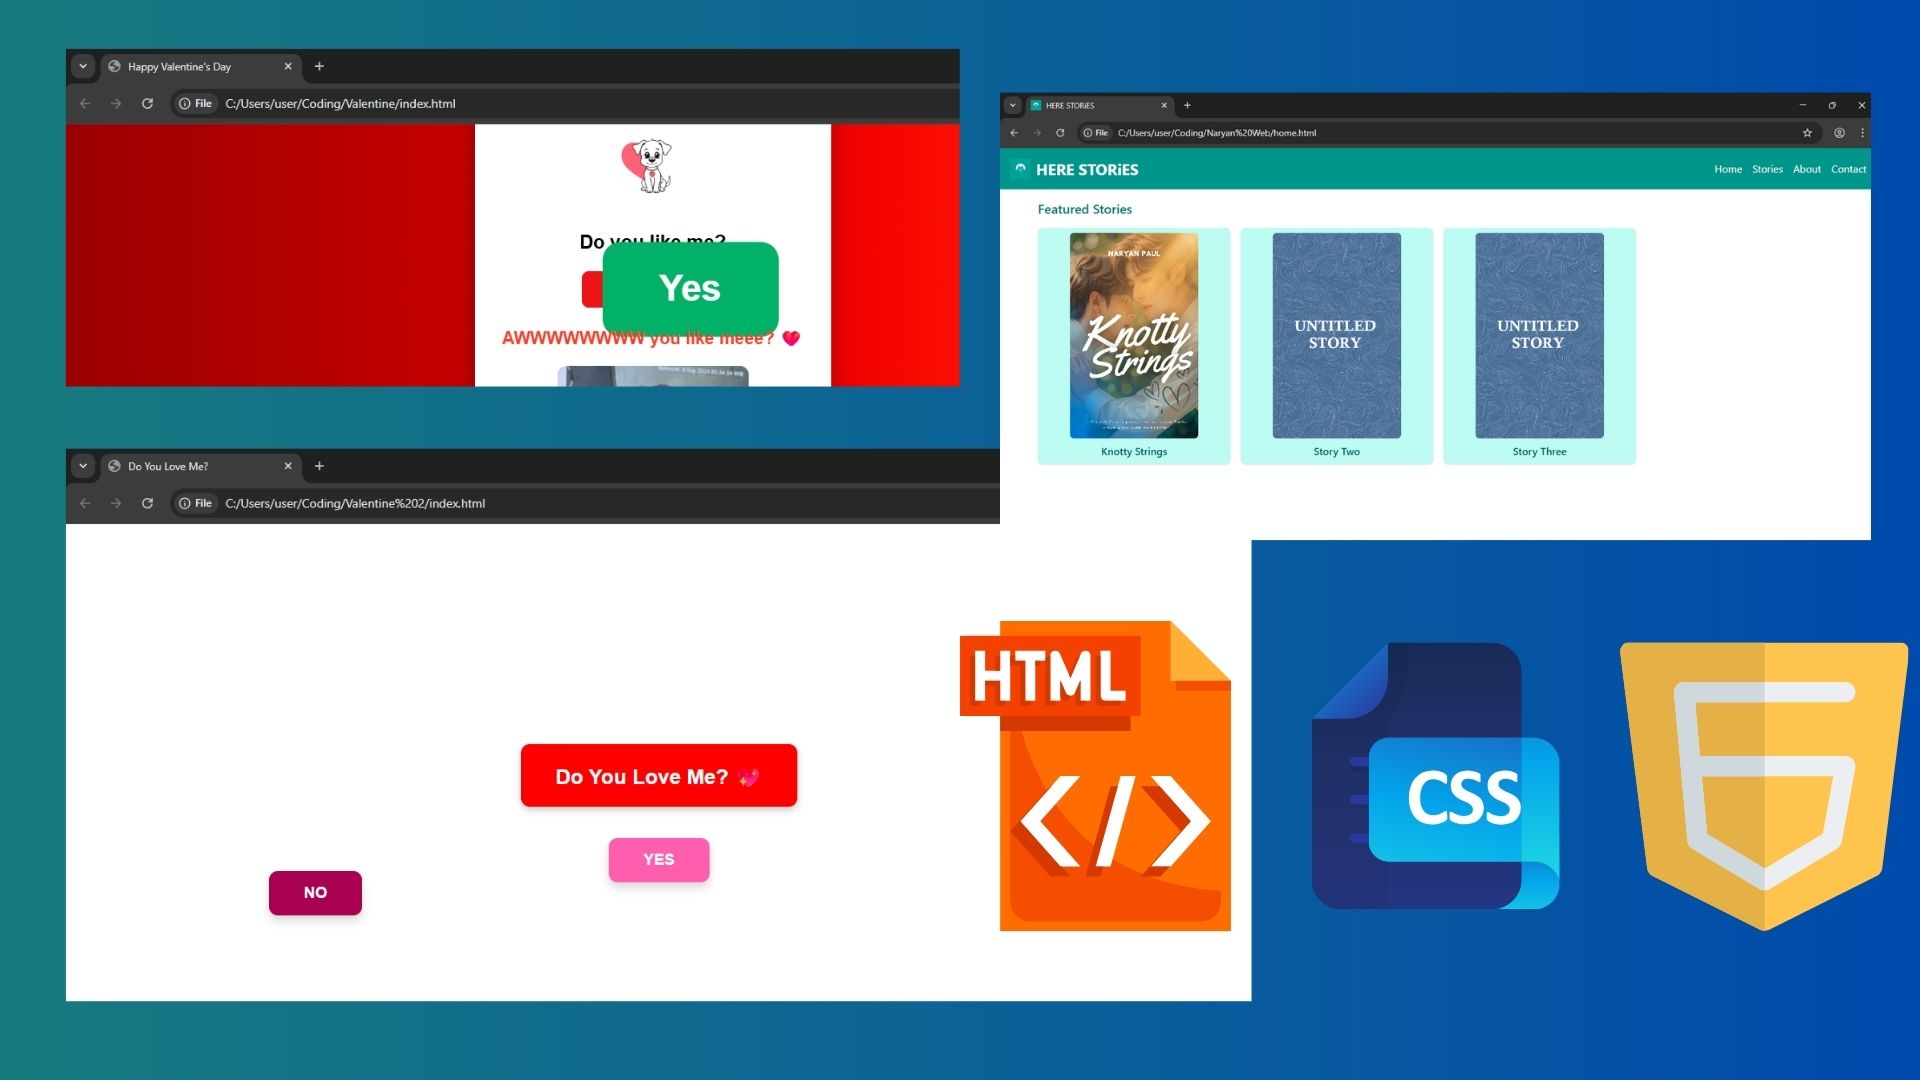 Happy Valentine's Day
File
C:/Users/user/Coding/Valentine/index.html
Do you like me?
Yes
AWWWWWWWW you like meee?
HERE STORiES
File
C:/Users/user/Coding/Naryan%20Web/home.html
HERE STORiES
Home Stories About Contact
Featured Stories
NARYAN PAUL
Knotty
Strings
Knotty Strings
UNTITLED
STORY
Story Two
UNTITLED
STORY
Story Three
Do You Love Me?
File
C:/Users/user/Coding/Valentine%202/index.html
Do You Love Me? 💖
YES
NO
HTML
</>
CSS